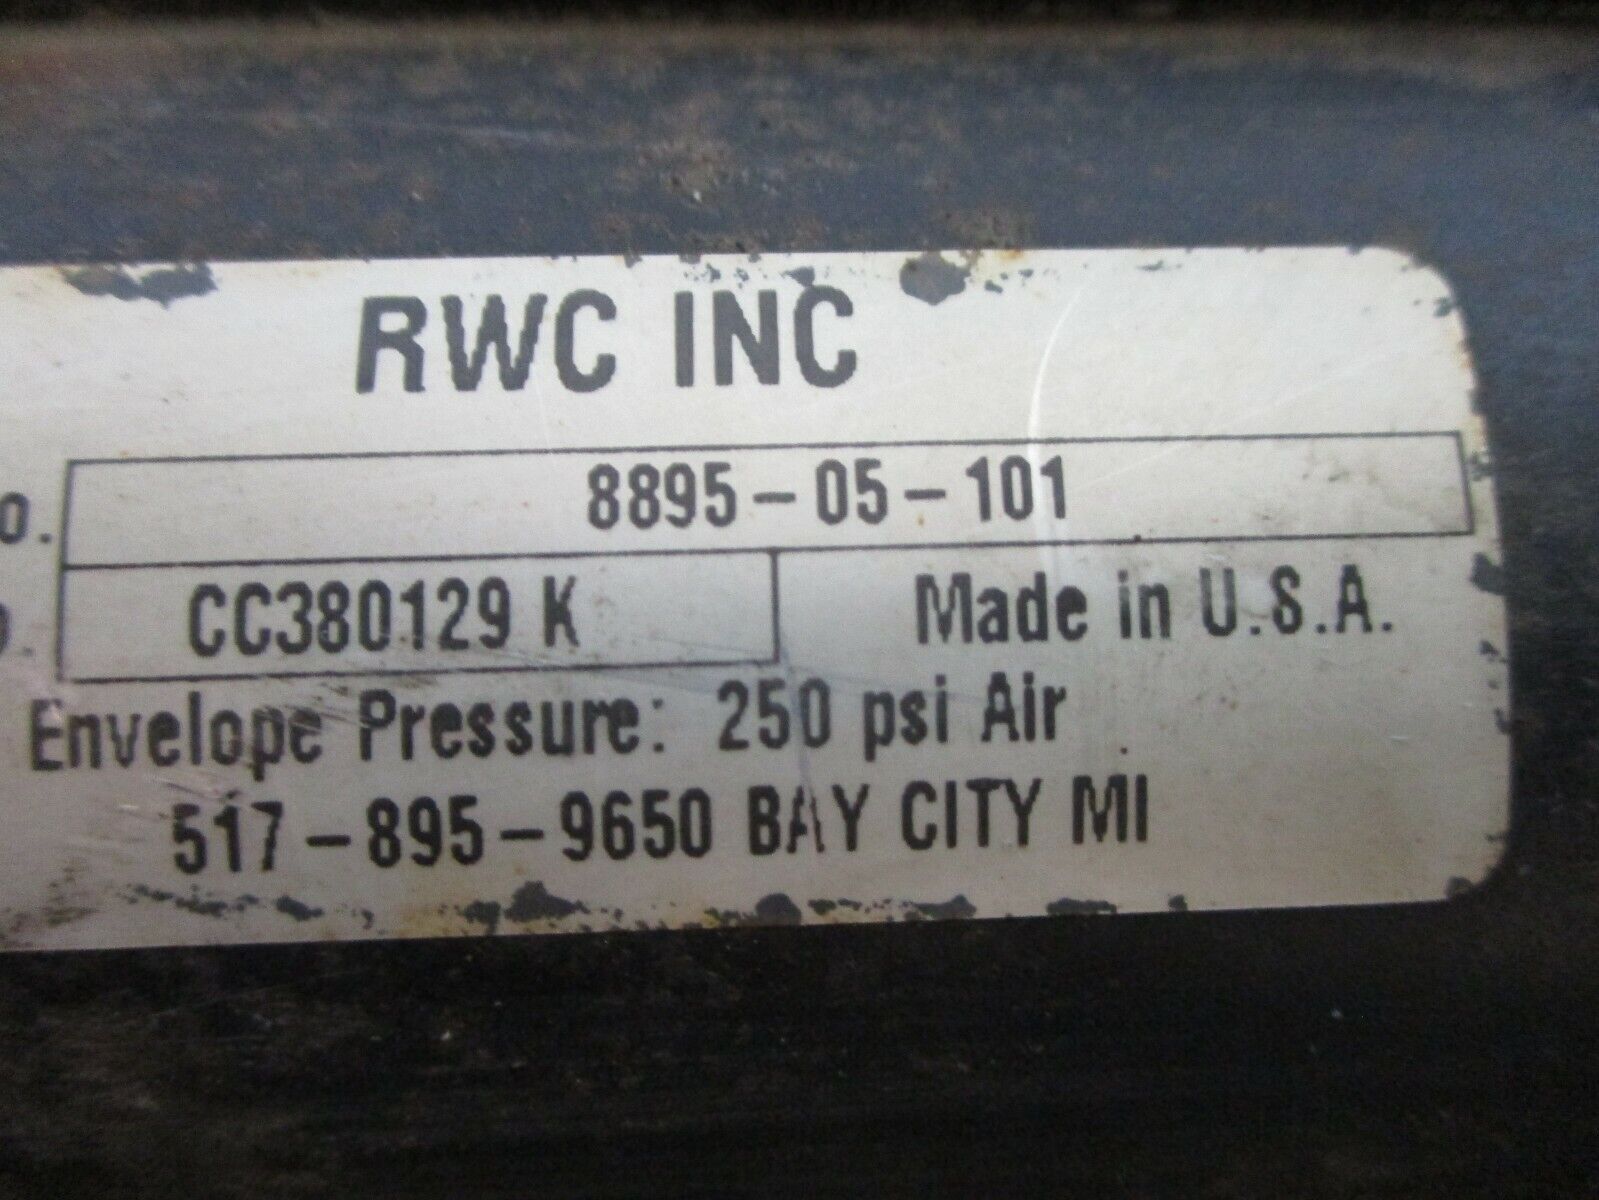 RWC INC
o. 8895-05-101
. CC380129 K Made in U.S.A.
Envelope Pressure: 250 psi Air
517-895-9650 BAY CITY MI